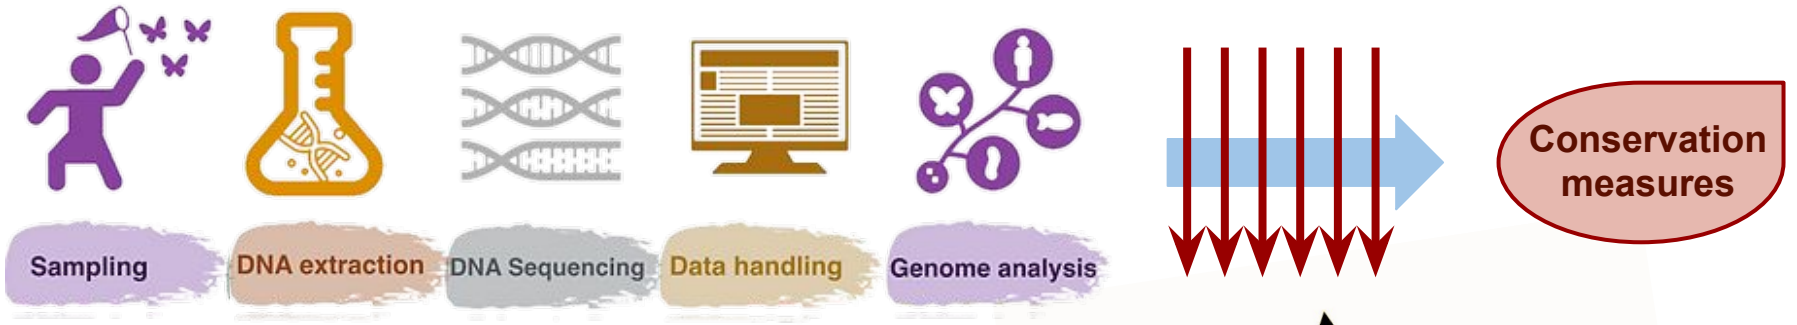 Sampling
DNA extraction
DNA Sequencing
Data handling
Genome analysis
Conservation
measures